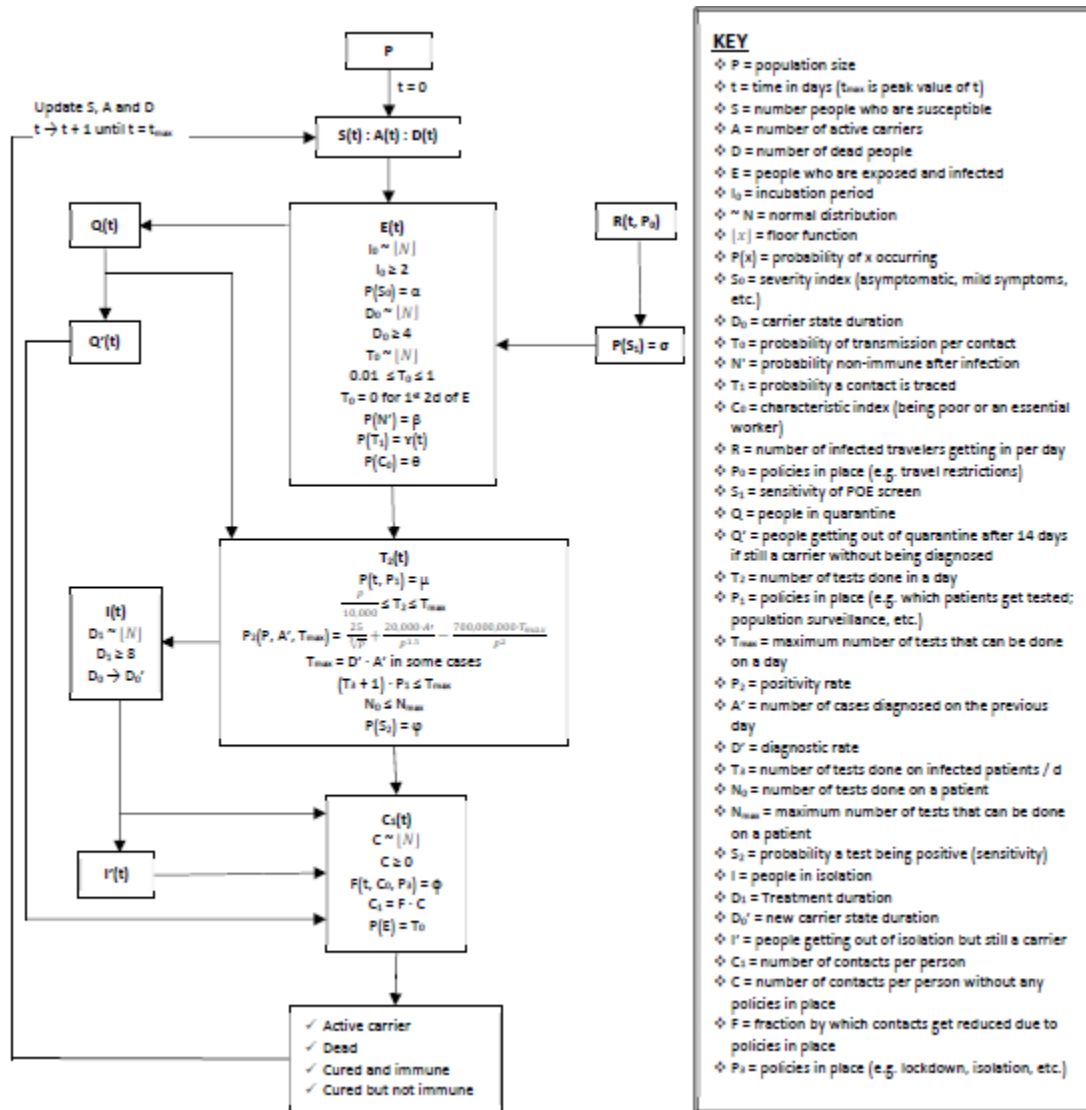 P
t = 0
Update S, A and D
t → t + 1 until t = tmax
S(t) : A(t) : D(t)
Q(t)
Q'(t)
E(t)
I₀ ~ ⌊N⌋
I₀ ≥ 2
P(S₀) = α
D₀ ~ ⌊N⌋
D₀ ≥ 4
T₀ ~ ⌊N⌋
0.01 ≤ T₀ ≤ 1
T₀ = 0 for 1st 2d of E
P(N') = β
P(T₁) = γ(t)
P(C₀) = θ
R(t, P₀)
P(S₁) = σ
T₂(t)
P(t, P₁) = μ
P/10,000 ≤ T₂ ≤ Tmax
P₂(P, A', Tmax) = 25/√P + 20,000·A'/P^1.5 − 700,000,000·Tmax/P²
Tmax = D' · A' in some cases
(T₃ + 1) · P₁ ≤ Tmax
N₀ ≤ Nmax
P(S₂) = φ
I(t)
D₁ ~ ⌊N⌋
D₁ ≥ 8
D₀ → D₀'
I'(t)
C₁(t)
C ~ ⌊N⌋
C ≥ 0
F(t, C₀, P₃) = ϕ
C₁ = F · C
P(E) = T₀
✓ Active carrier
✓ Dead
✓ Cured and immune
✓ Cured but not immune
KEY
❖ P = population size
❖ t = time in days (tmax is peak value of t)
❖ S = number people who are susceptible
❖ A = number of active carriers
❖ D = number of dead people
❖ E = people who are exposed and infected
❖ I₀ = incubation period
❖ ~ N = normal distribution
❖ ⌊x⌋ = floor function
❖ P(x) = probability of x occurring
❖ S₀ = severity index (asymptomatic, mild symptoms,
etc.)
❖ D₀ = carrier state duration
❖ T₀ = probability of transmission per contact
❖ N' = probability non-immune after infection
❖ T₁ = probability a contact is traced
❖ C₀ = characteristic index (being poor or an essential
worker)
❖ R = number of infected travelers getting in per day
❖ P₀ = policies in place (e.g. travel restrictions)
❖ S₁ = sensitivity of POE screen
❖ Q = people in quarantine
❖ Q' = people getting out of quarantine after 14 days
if still a carrier without being diagnosed
❖ T₂ = number of tests done in a day
❖ P₁ = policies in place (e.g. which patients get tested;
population surveillance, etc.)
❖ Tmax = maximum number of tests that can be done
on a day
❖ P₂ = positivity rate
❖ A' = number of cases diagnosed on the previous
day
❖ D' = diagnostic rate
❖ T₃ = number of tests done on infected patients / d
❖ N₀ = number of tests done on a patient
❖ Nmax = maximum number of tests that can be done
on a patient
❖ S₂ = probability a test being positive (sensitivity)
❖ I = people in isolation
❖ D₁ = Treatment duration
❖ D₀' = new carrier state duration
❖ I' = people getting out of isolation but still a carrier
❖ C₁ = number of contacts per person
❖ C = number of contacts per person without any
policies in place
❖ F = fraction by which contacts get reduced due to
policies in place
❖ P₃ = policies in place (e.g. lockdown, isolation, etc.)